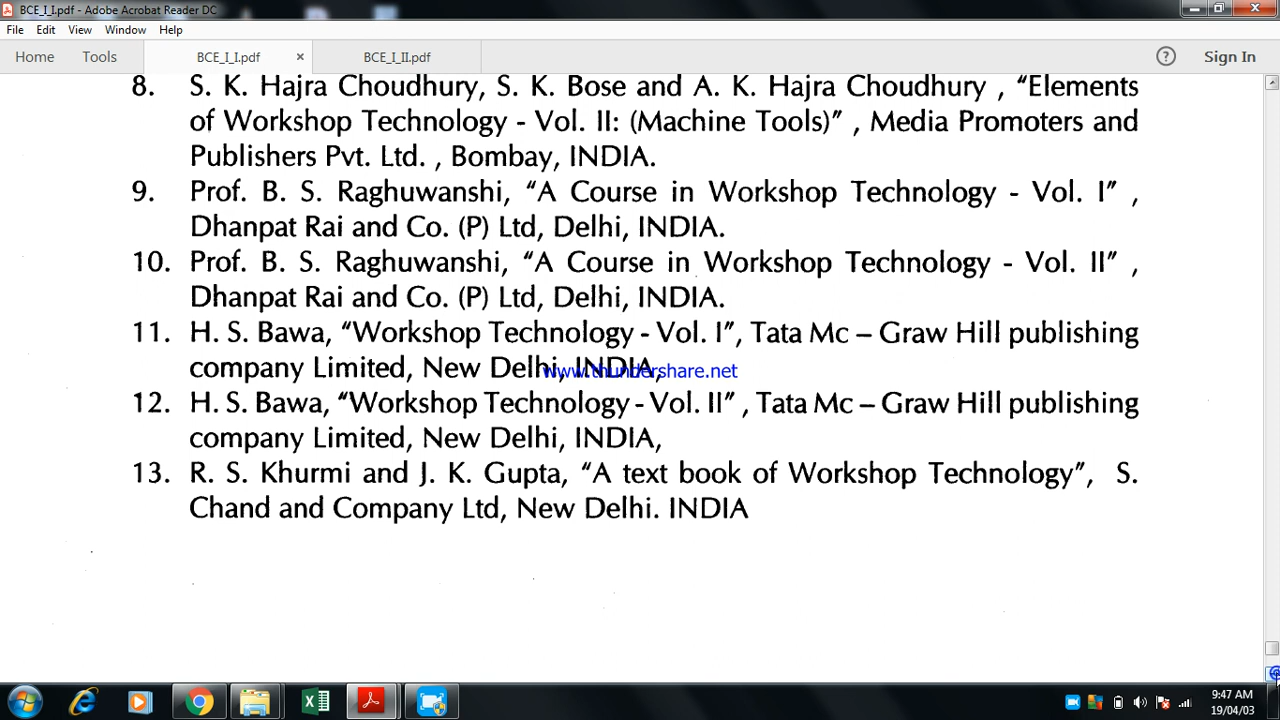 BCE_I_I.pdf - Adobe Acrobat Reader DC
File Edit View Window Help
Home Tools BCE_I_I.pdf × BCE_I_II.pdf ? Sign In
8. S. K. Hajra Choudhury, S. K. Bose and A. K. Hajra Choudhury , “Elements
of Workshop Technology - Vol. II: (Machine Tools)” , Media Promoters and
Publishers Pvt. Ltd. , Bombay, INDIA.
9. Prof. B. S. Raghuwanshi, “A Course in Workshop Technology - Vol. I” ,
Dhanpat Rai and Co. (P) Ltd, Delhi, INDIA.
10. Prof. B. S. Raghuwanshi, “A Course in Workshop Technology - Vol. II” ,
Dhanpat Rai and Co. (P) Ltd, Delhi, INDIA.
11. H. S. Bawa, “Workshop Technology - Vol. I”, Tata Mc – Graw Hill publishing
company Limited, New Delhi, INDIA,
www.thundershare.net
12. H. S. Bawa, “Workshop Technology - Vol. II” , Tata Mc – Graw Hill publishing
company Limited, New Delhi, INDIA,
13. R. S. Khurmi and J. K. Gupta, “A text book of Workshop Technology”, S.
Chand and Company Ltd, New Delhi. INDIA
9:47 AM
19/04/03